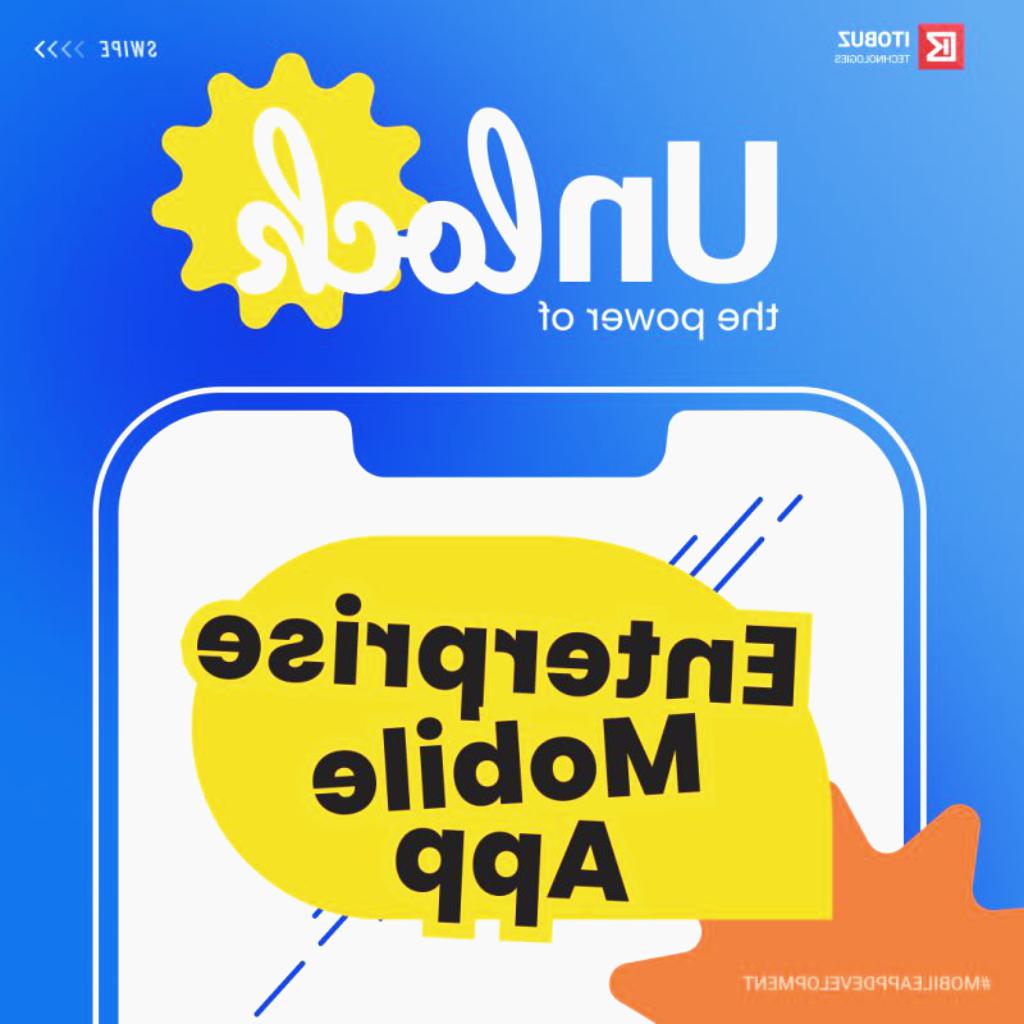 ITOBUZ
TECHNOLOGIES
SWIPE
Unlock
the power of
Enterprise
Mobile
App
#MOBILEAPPDEVELOPMENT